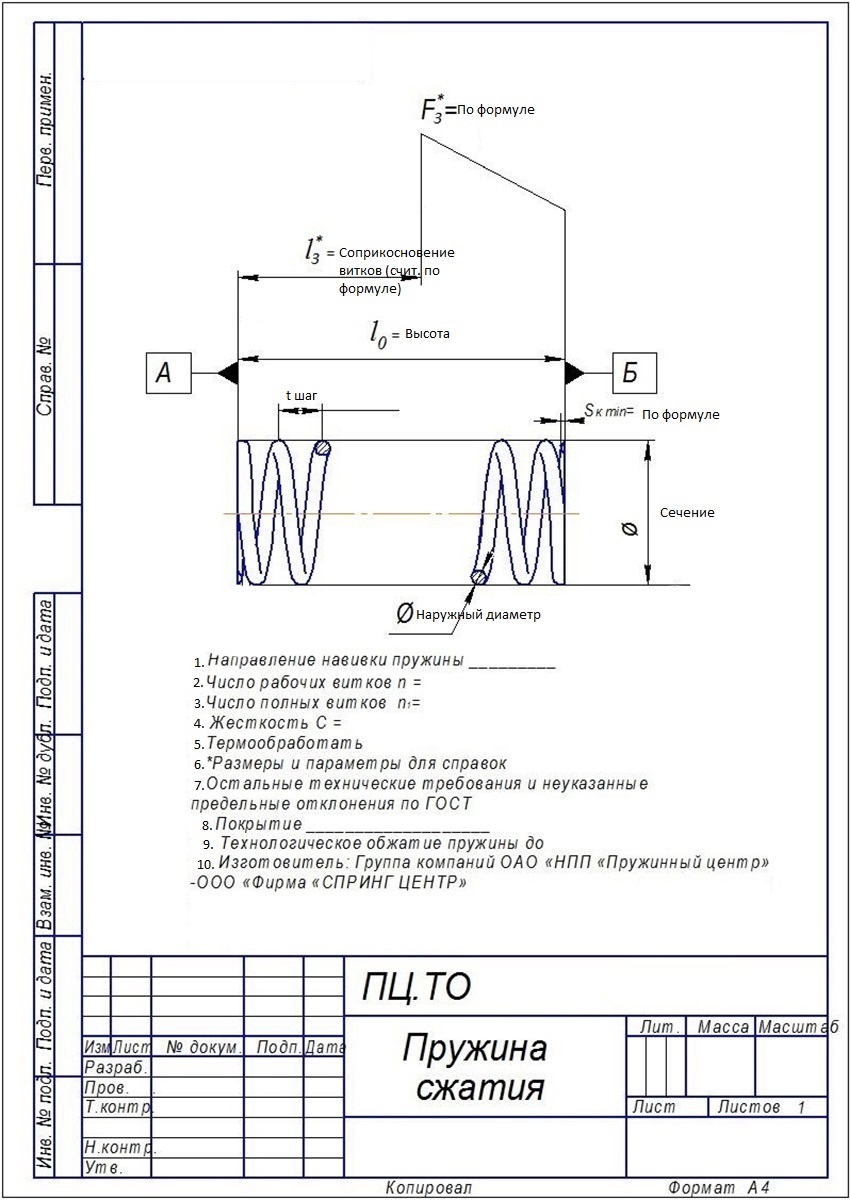 Перв. примен.
Справ. №
Подп. и дата
Инв. № дубл.
Взам. инв. №
Подп. и дата
Инв. № подл.
F₃*=По формуле
l₃* = Соприкосновение
витков (счит. по
формуле)
l₀ = Высота
А
Б
t шаг
Sк min= По формуле
Ø
Сечение
Ø Наружный диаметр
1. Направление навивки пружины _________
2. Число рабочих витков n =
3. Число полных витков n₁=
4. Жесткость С =
5. Термообработать
6. *Размеры и параметры для справок
7. Остальные технические требования и неуказанные
предельные отклонения по ГОСТ
8. Покрытие ___________________
9. Технологическое обжатие пружины до
10. Изготовитель: Группа компаний ОАО «НПП «Пружинный центр»
-ООО «Фирма «СПРИНГ ЦЕНТР»
ПЦ.ТО
Изм Лист № докум. Подп. Дата
Разраб.
Пров.
Т.контр.
Н.контр.
Утв.
Пружина
сжатия
Лит. Масса Масштаб
Лист Листов 1
Копировал Формат А4